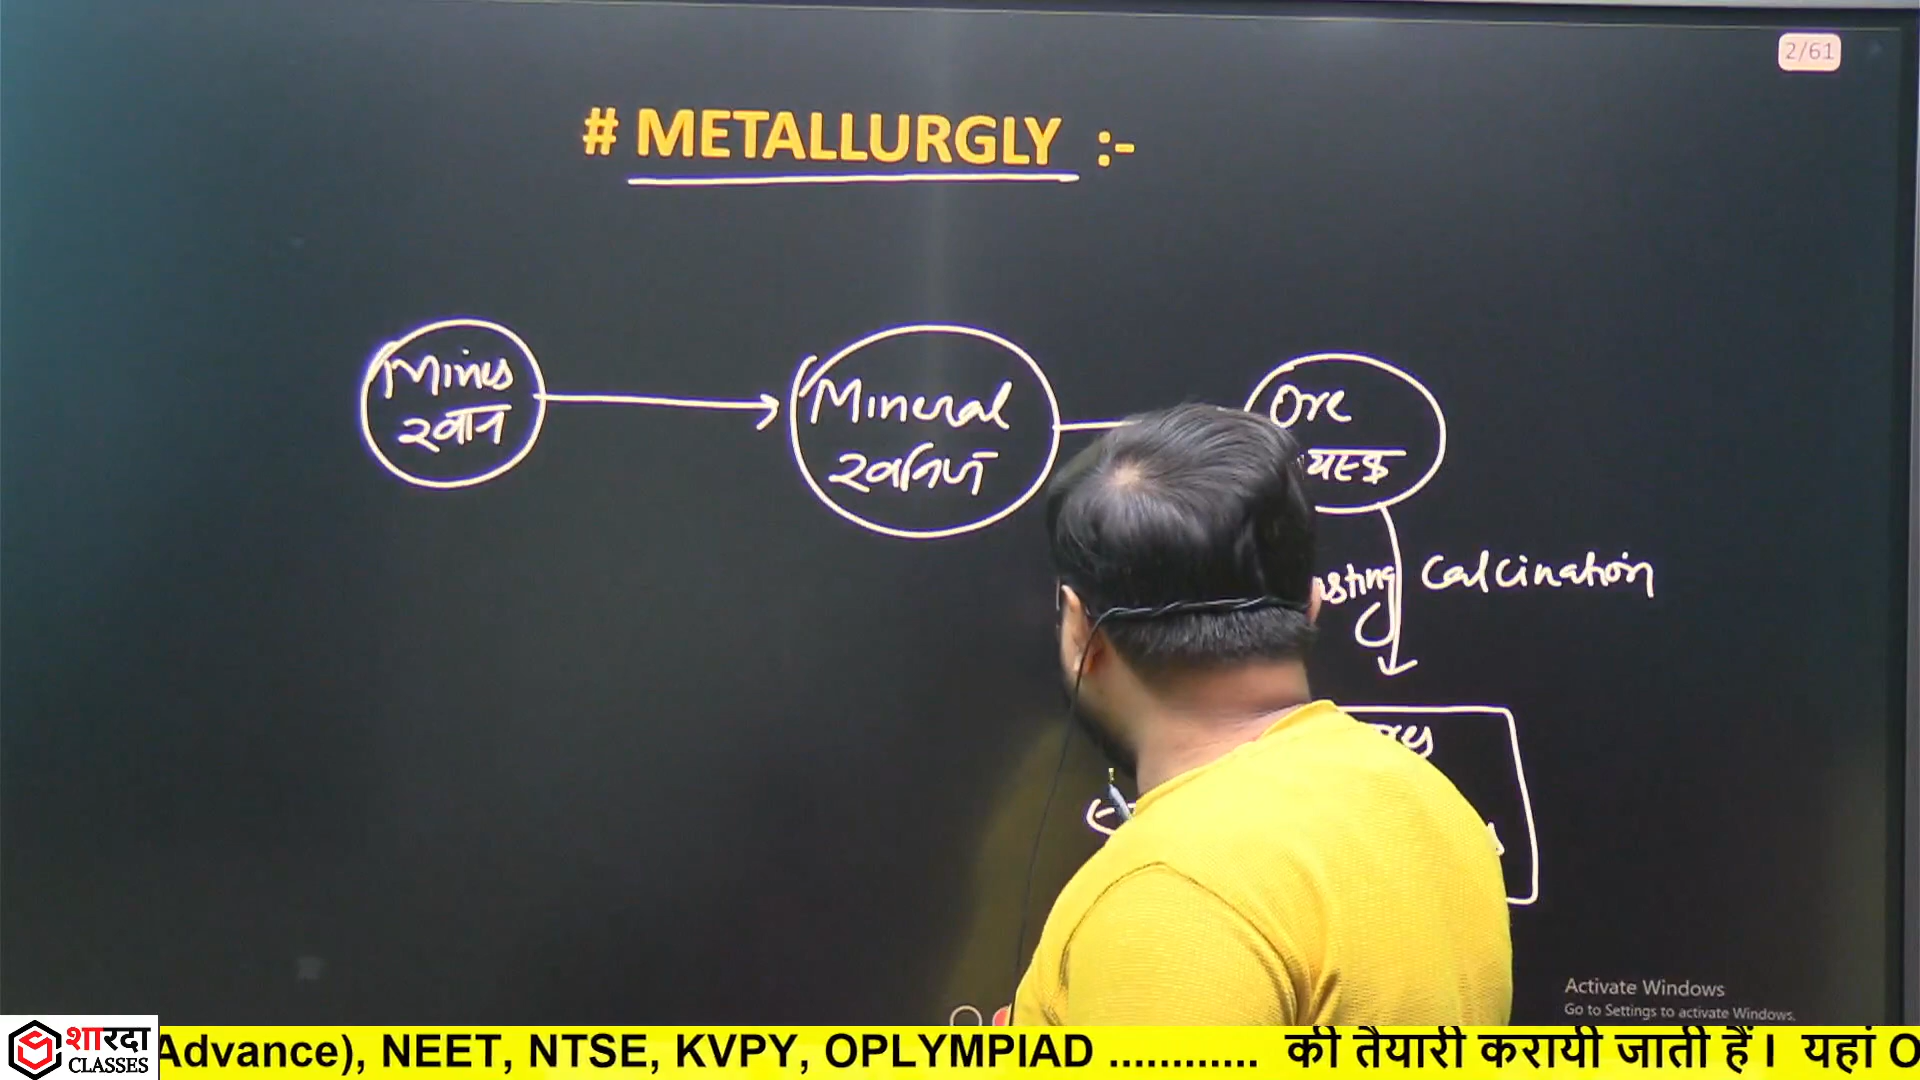 2/61
# METALLURGLY :-
Mines
खान
Mineral
खनिज
Ore
Calcination
Activate Windows
Go to Settings to activate Windows.
शारदा
CLASSES
Advance), NEET, NTSE, KVPY, OPLYMPIAD ............ की तैयारी करायी जाती हैं। यहां